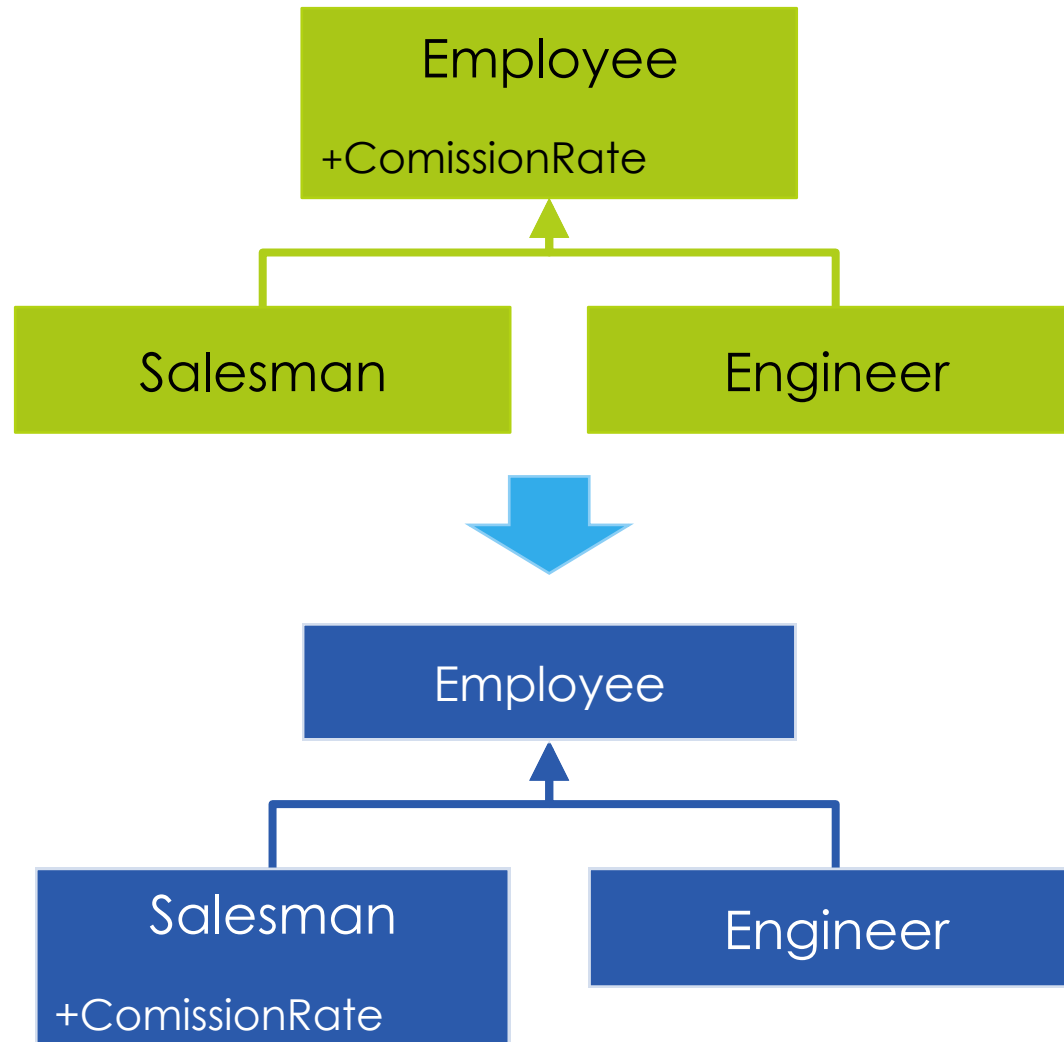 Employee
+ComissionRate
Salesman
Engineer
Employee
Salesman
Engineer
+ComissionRate